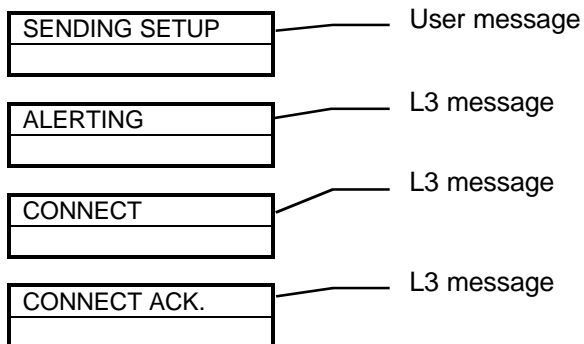 SENDING SETUP
User message
ALERTING
L3 message
CONNECT
L3 message
CONNECT ACK.
L3 message